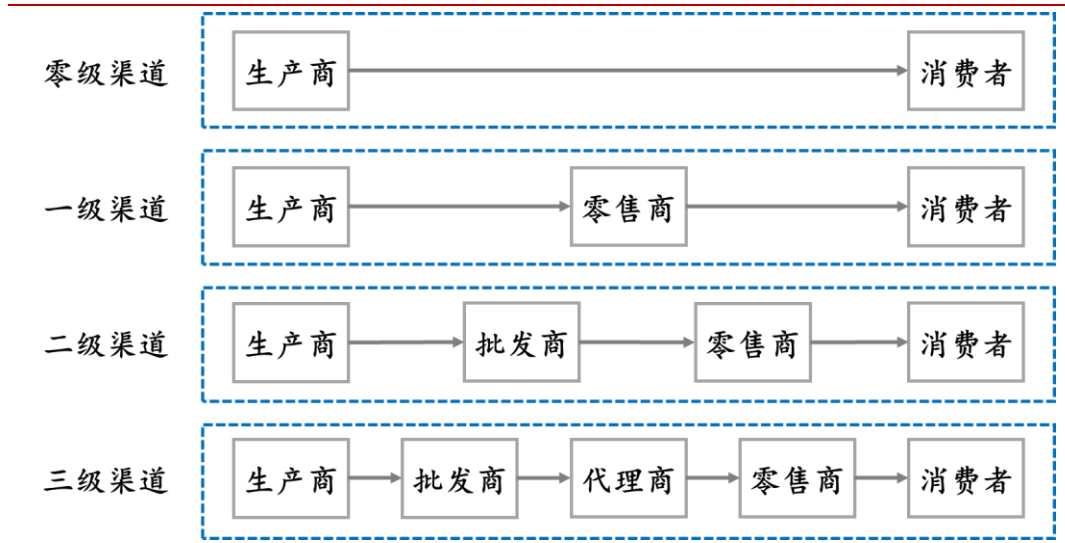 零级渠道 生产商 消费者
一级渠道 生产商 零售商 消费者
二级渠道 生产商 批发商 零售商 消费者
三级渠道 生产商 批发商 代理商 零售商 消费者